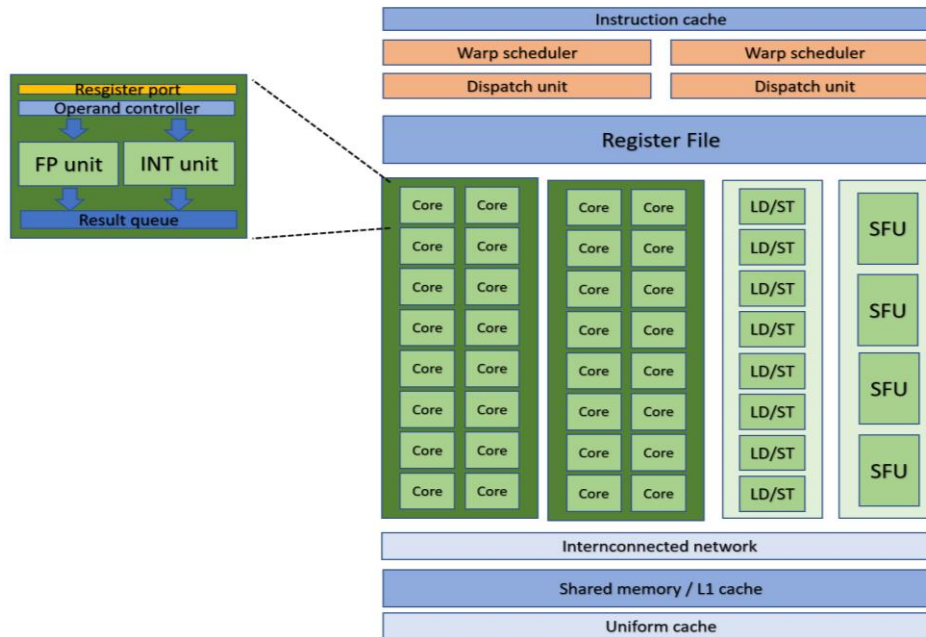 Instruction cache
Warp scheduler Warp scheduler
Dispatch unit Dispatch unit
Resgister port
Operand controller
FP unit INT unit
Result queue
Register File
Core Core Core Core LD/ST SFU
Core Core Core Core LD/ST
Core Core Core Core LD/ST SFU
Core Core Core Core LD/ST
Core Core Core Core LD/ST SFU
Core Core Core Core LD/ST
Core Core Core Core LD/ST SFU
Core Core Core Core LD/ST
Internconnected network
Shared memory / L1 cache
Uniform cache